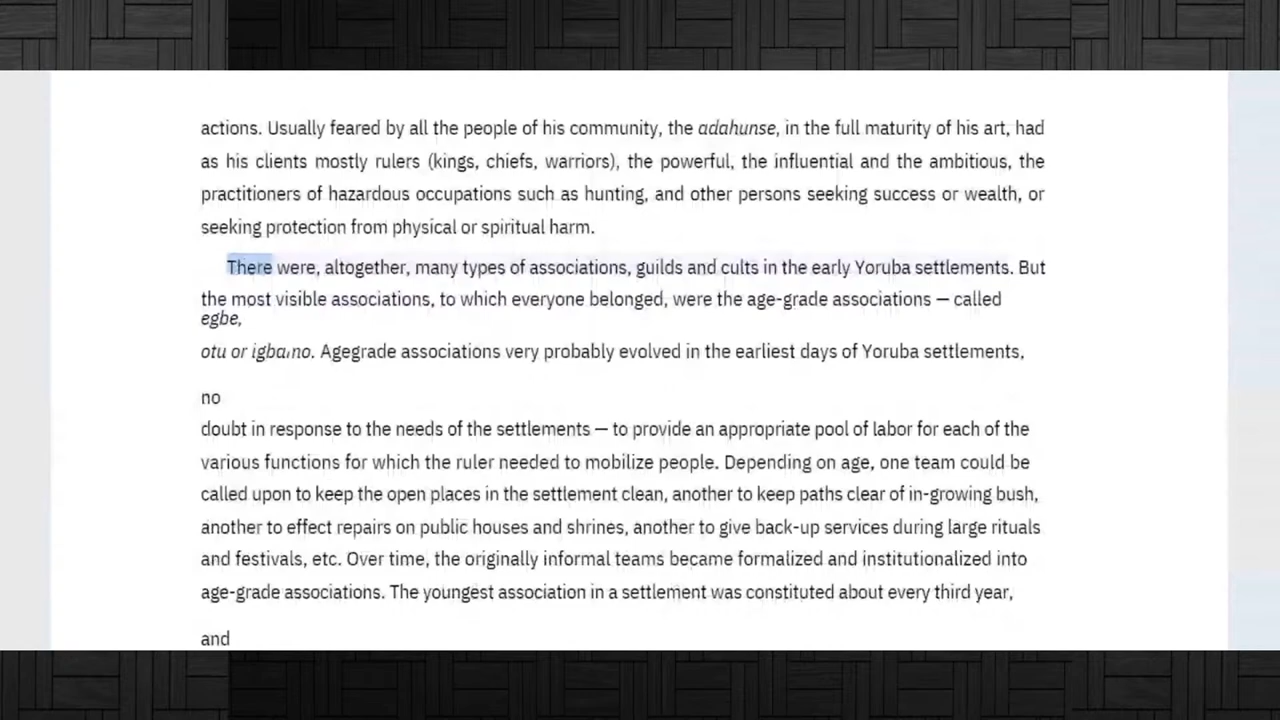 actions. Usually feared by all the people of his community, the adahunse, in the full maturity of his art, had
as his clients mostly rulers (kings, chiefs, warriors), the powerful, the influential and the ambitious, the
practitioners of hazardous occupations such as hunting, and other persons seeking success or wealth, or
seeking protection from physical or spiritual harm.
There were, altogether, many types of associations, guilds and cults in the early Yoruba settlements. But
the most visible associations, to which everyone belonged, were the age-grade associations — called
egbe,
otu or Agegrade associations very probably evolved in the earliest days of Yoruba settlements,
no
doubt in response to the needs of the settlements — to provide an appropriate pool of labor for each of the
various functions for which the ruler needed to mobilize people. Depending on age, one team could be
called upon to keep the open places in the settlement clean, another to keep paths clear of in-growing bush,
another to effect repairs on public houses and shrines, another to give back-up services during large rituals
and festivals, etc. Over time, the originally informal teams became formalized and institutionalized into
age-grade associations. The youngest association in a settlement was constituted about every third year,
and